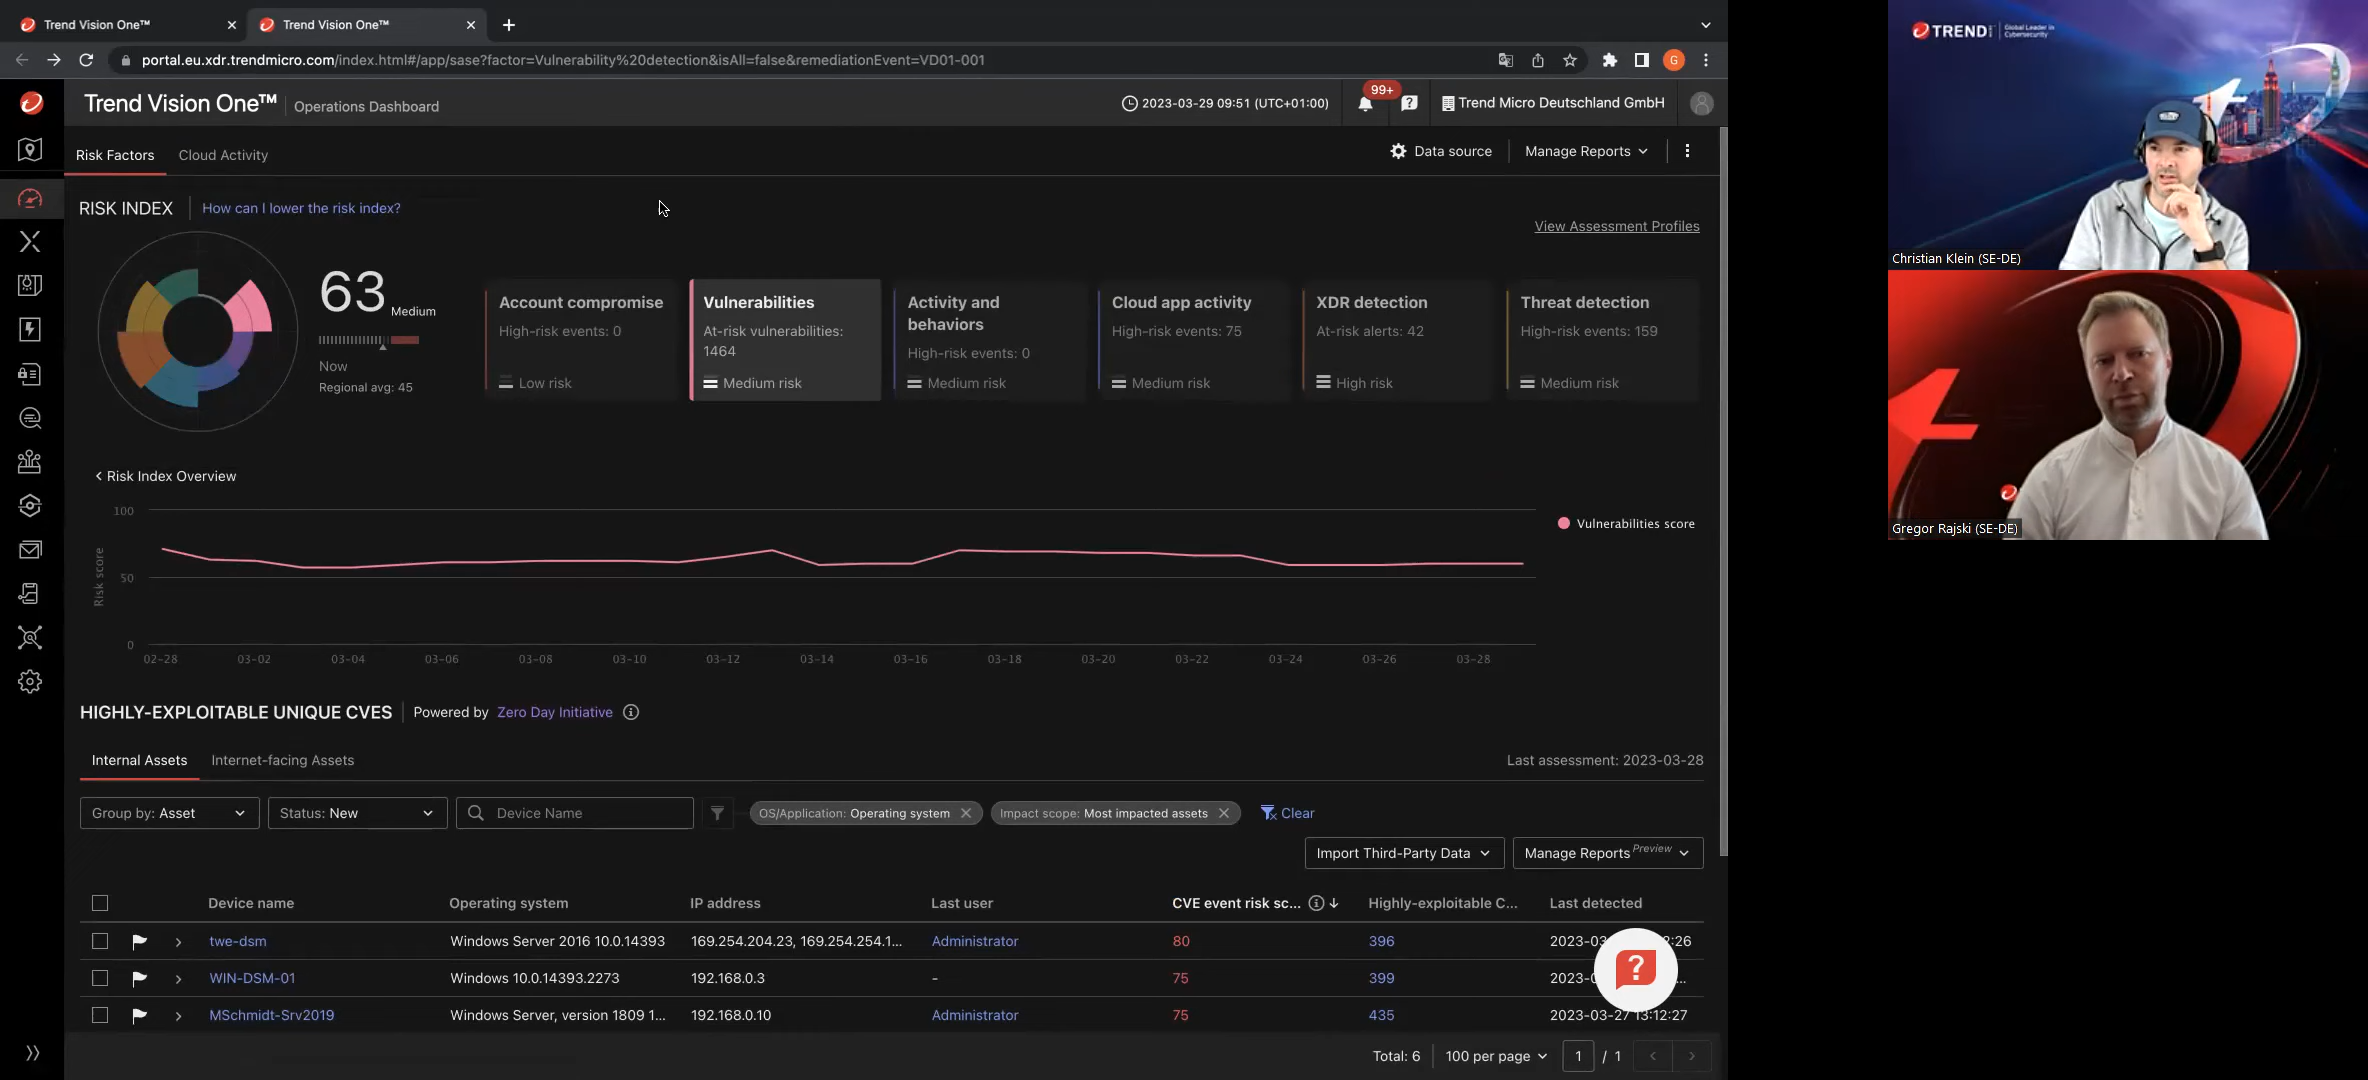 Trend Vision One™
Trend Vision One™
portal.eu.xdr.trendmicro.com/index.html#/app/sase?factor=Vulnerability%20detection&isAll=false&remediationEvent=VD01-001
G
Trend Vision One™ Operations Dashboard
2023-03-29 09:51 (UTC+01:00)
99+
Trend Micro Deutschland GmbH
Risk Factors
Cloud Activity
Data source
Manage Reports
RISK INDEX
How can I lower the risk index?
View Assessment Profiles
63 Medium
Now
Regional avg: 45
Account compromise
High-risk events: 0
Low risk
Vulnerabilities
At-risk vulnerabilities:
1464
Medium risk
Activity and
behaviors
High-risk events: 0
Medium risk
Cloud app activity
High-risk events: 75
Medium risk
XDR detection
At-risk alerts: 42
High risk
Threat detection
High-risk events: 159
Medium risk
Risk Index Overview
Risk score
100
50
0
02-28 03-02 03-04 03-06 03-08 03-10 03-12 03-14 03-16 03-18 03-20 03-22 03-24 03-26 03-28
Vulnerabilities score
HIGHLY-EXPLOITABLE UNIQUE CVES Powered by Zero Day Initiative
Internal Assets
Internet-facing Assets
Last assessment: 2023-03-28
Group by: Asset
Status: New
Device Name
OS/Application: Operating system
Impact scope: Most impacted assets
Clear
Import Third-Party Data
Manage Reports Preview
Device name Operating system IP address Last user CVE event risk sc... Highly-exploitable C... Last detected
twe-dsm Windows Server 2016 10.0.14393 169.254.204.23, 169.254.254.1... Administrator 80 396 2023-03 2:26
WIN-DSM-01 Windows 10.0.14393.2273 192.168.0.3 - 75 399 2023-0 ...
MSchmidt-Srv2019 Windows Server, version 1809 1... 192.168.0.10 Administrator 75 435 2023-03-27 13:12:27
Total: 6
100 per page
1 / 1
TREND
Global Leader in
Cybersecurity
Christian Klein (SE-DE)
Gregor Rajski (SE-DE)